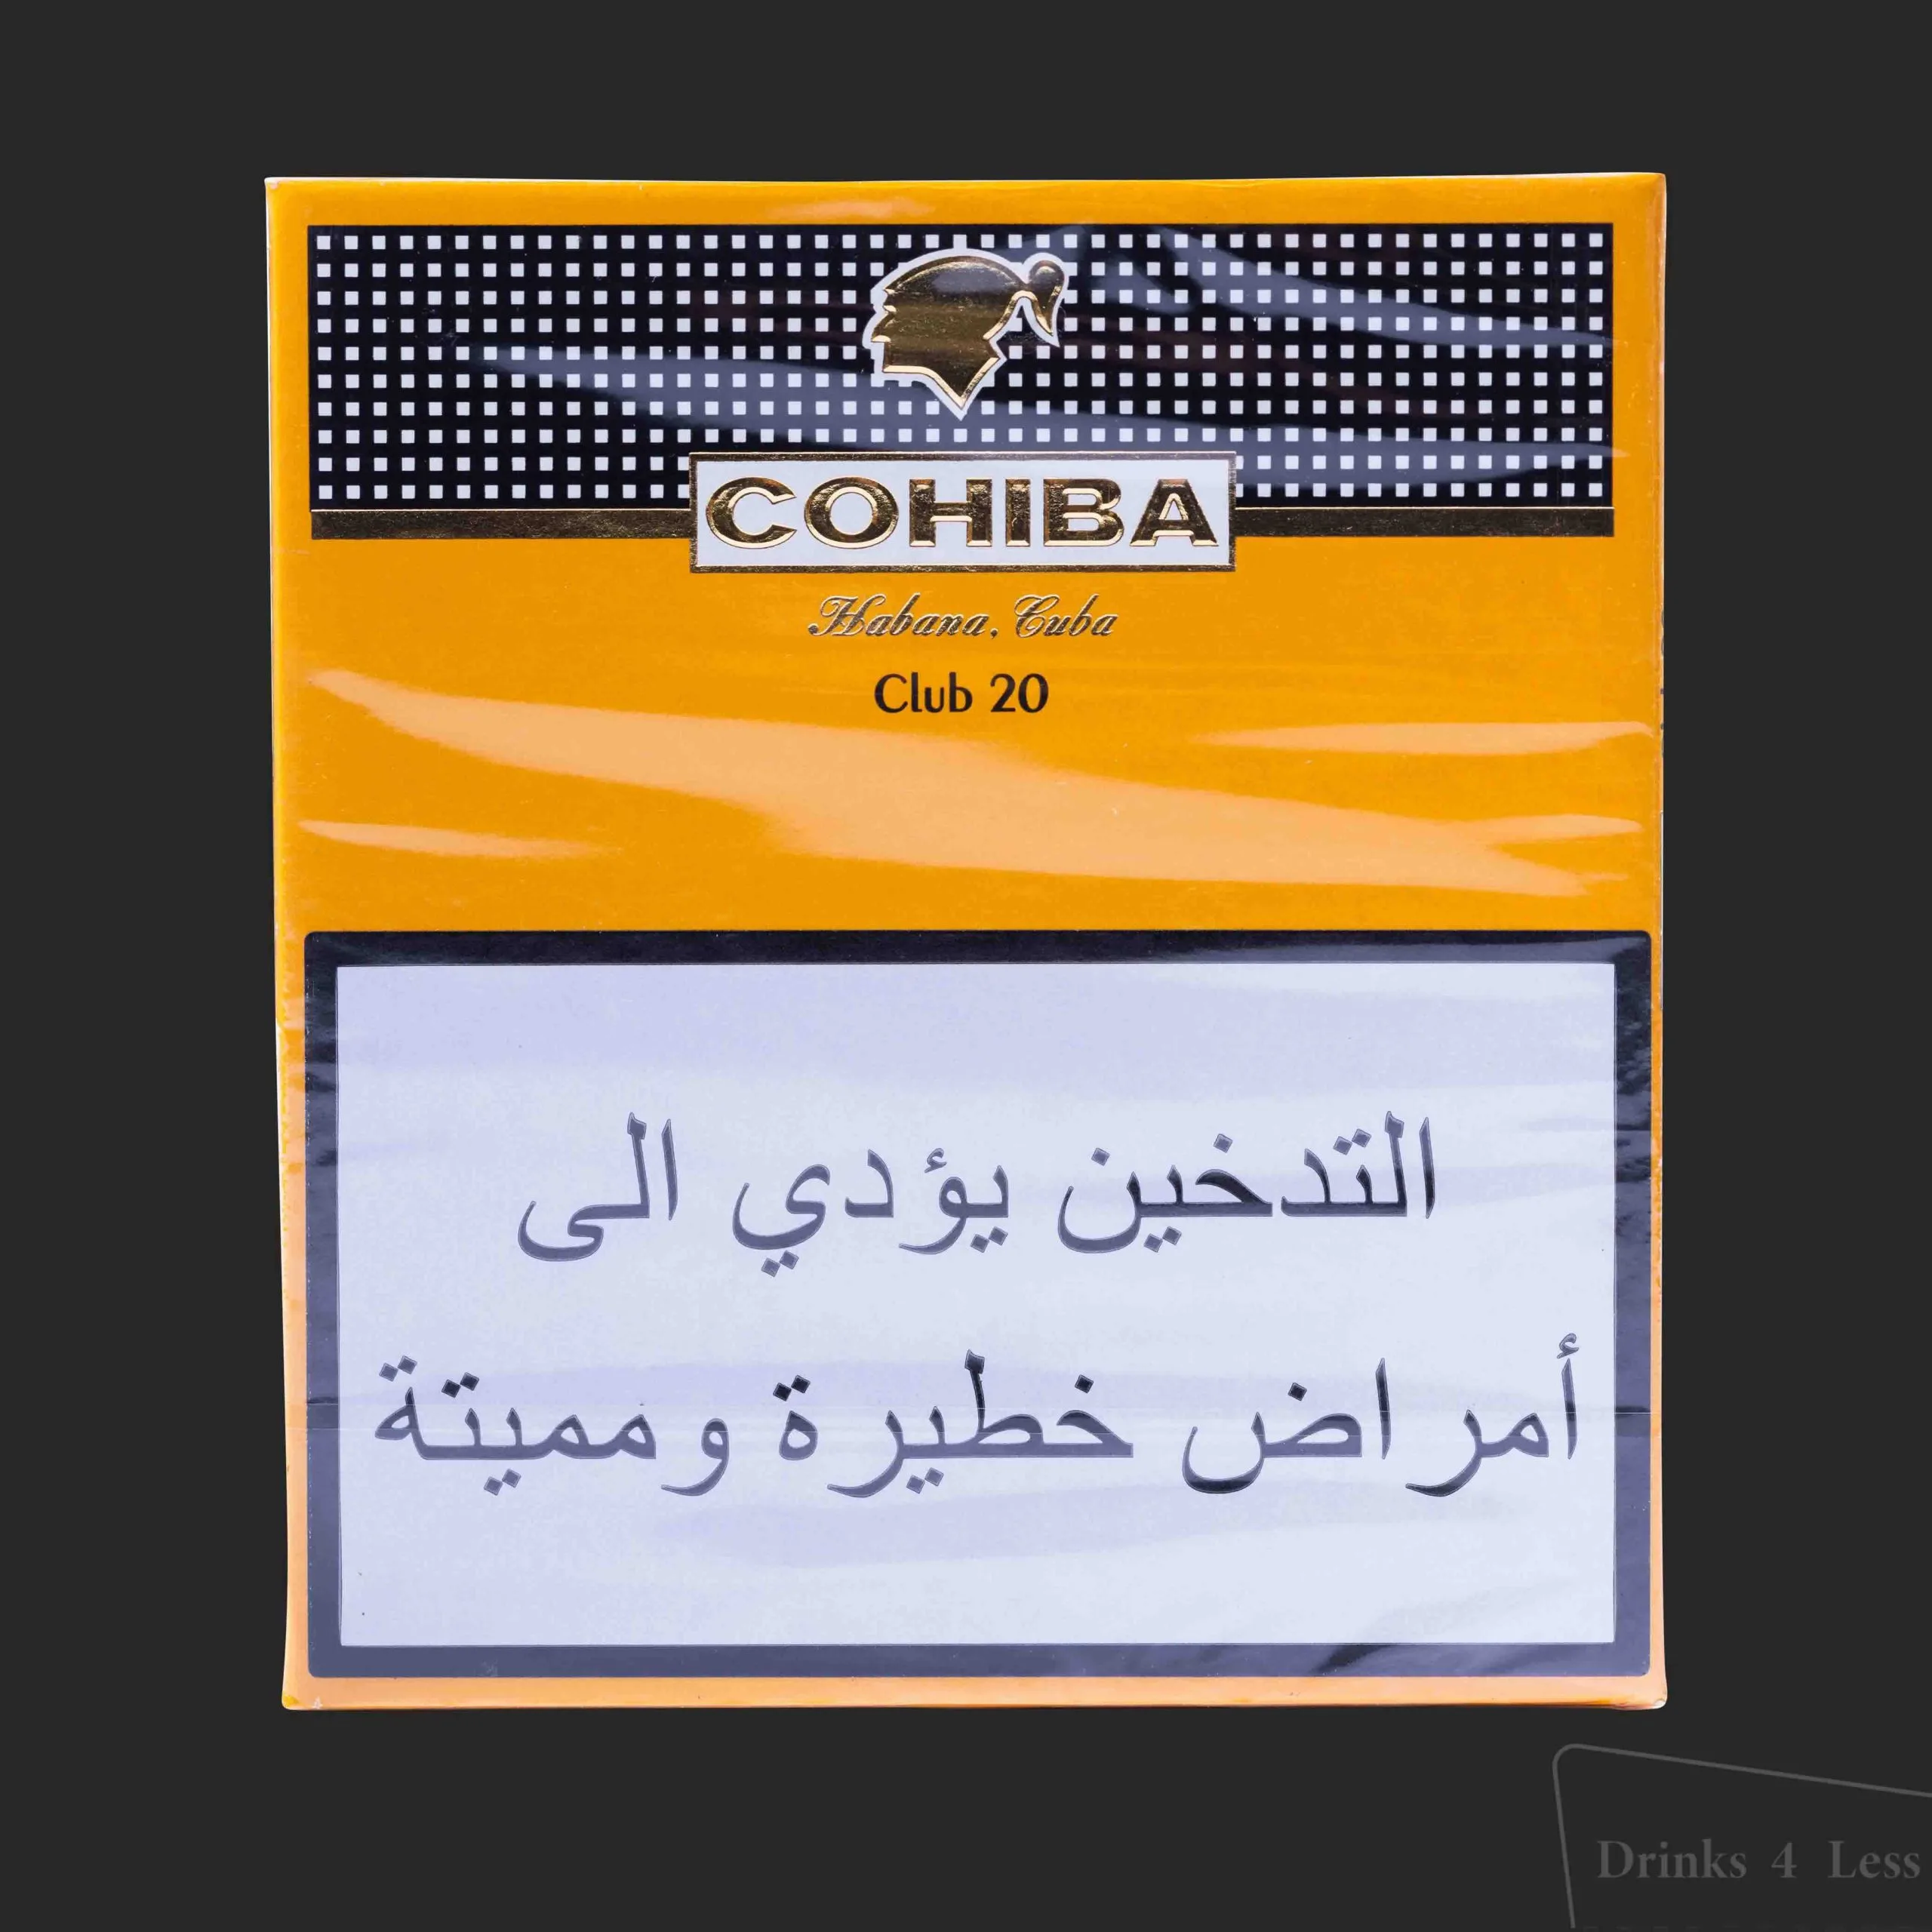 COHIBA
Habana, Cuba
Club 20
التدخين يؤدي الى
أمراض خطيرة ومميتة
Drinks 4 Less